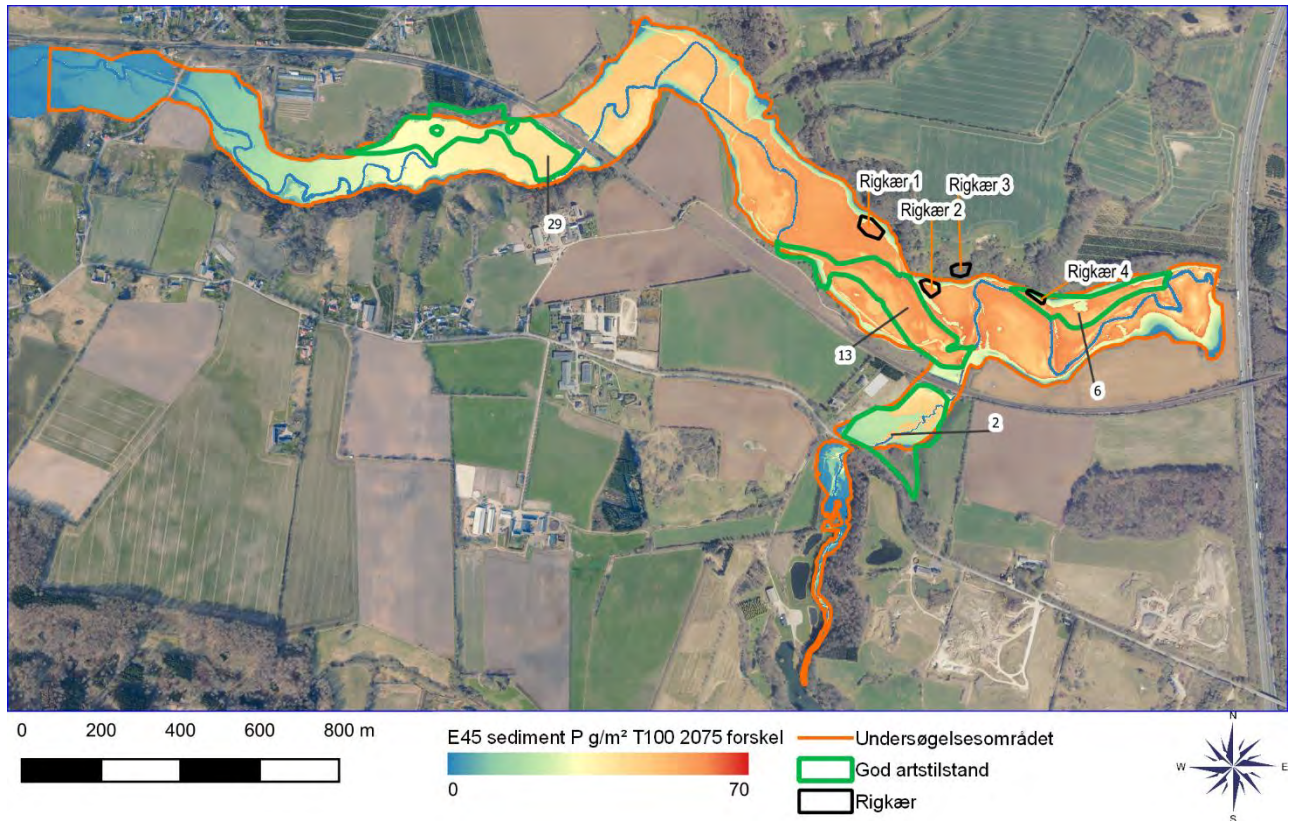 Rigkær 1
Rigkær 3
Rigkær 2
Rigkær 4
29
13
6
2
0 200 400 600 800 m
E45 sediment P g/m² T100 2075 forskel
0 70
Undersøgelsesområdet
God artstilstand
Rigkær
N
W E
S